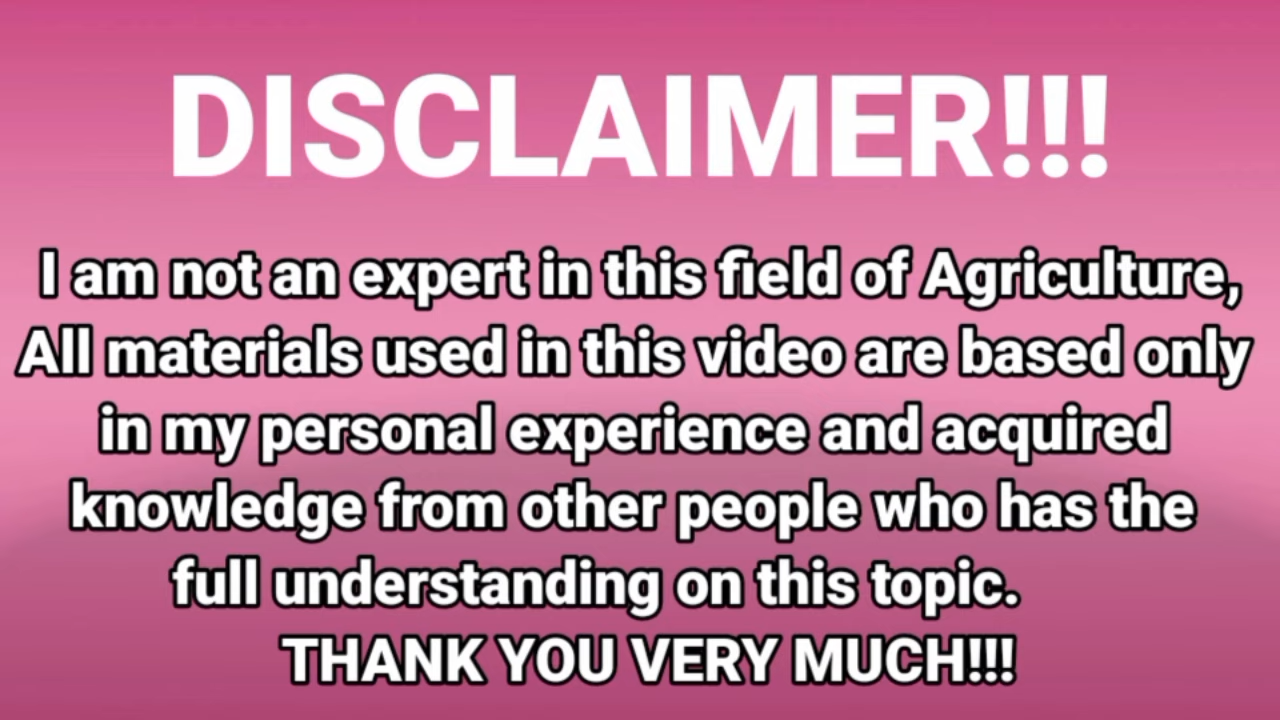 DISCLAIMER!!!
I am not an expert in this field of Agriculture,
All materials used in this video are based only
in my personal experience and acquired
knowledge from other people who has the
full understanding on this topic.
THANK YOU VERY MUCH!!!